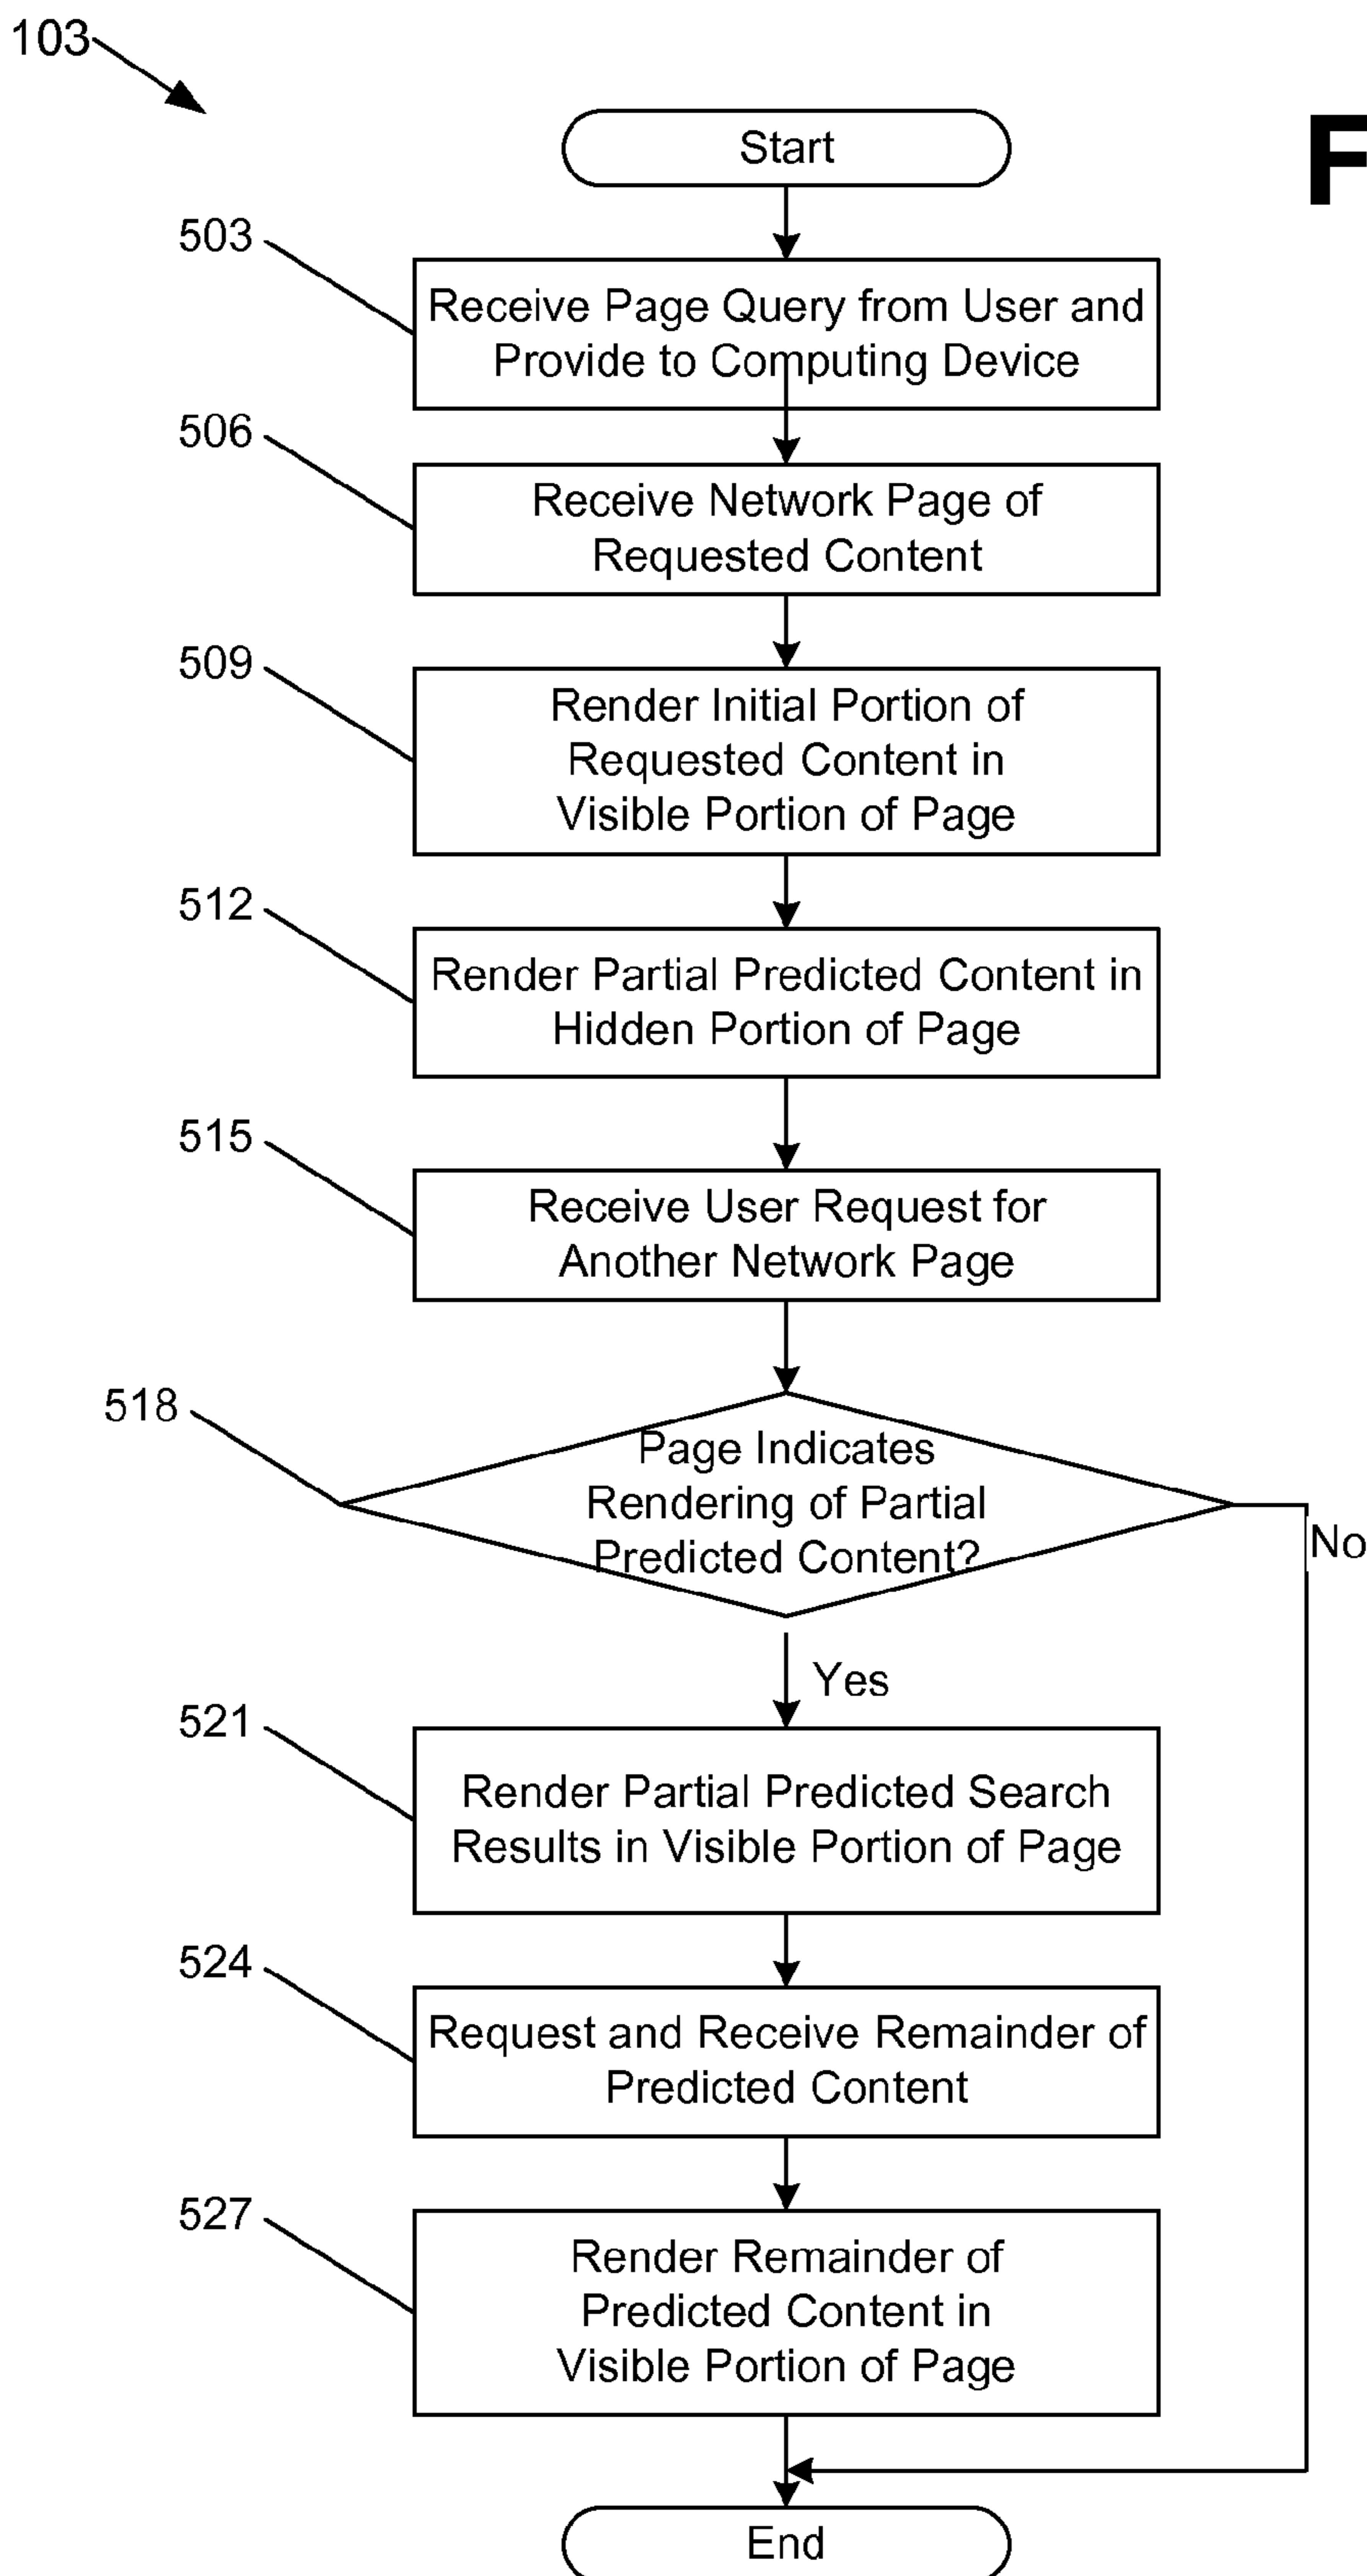 103
F
Start
503
Receive Page Query from User and
Provide to Computing Device
506
Receive Network Page of
Requested Content
509
Render Initial Portion of
Requested Content in
Visible Portion of Page
512
Render Partial Predicted Content in
Hidden Portion of Page
515
Receive User Request for
Another Network Page
518
Page Indicates
Rendering of Partial
Predicted Content?
No
Yes
521
Render Partial Predicted Search
Results in Visible Portion of Page
524
Request and Receive Remainder of
Predicted Content
527
Render Remainder of
Predicted Content in
Visible Portion of Page
End